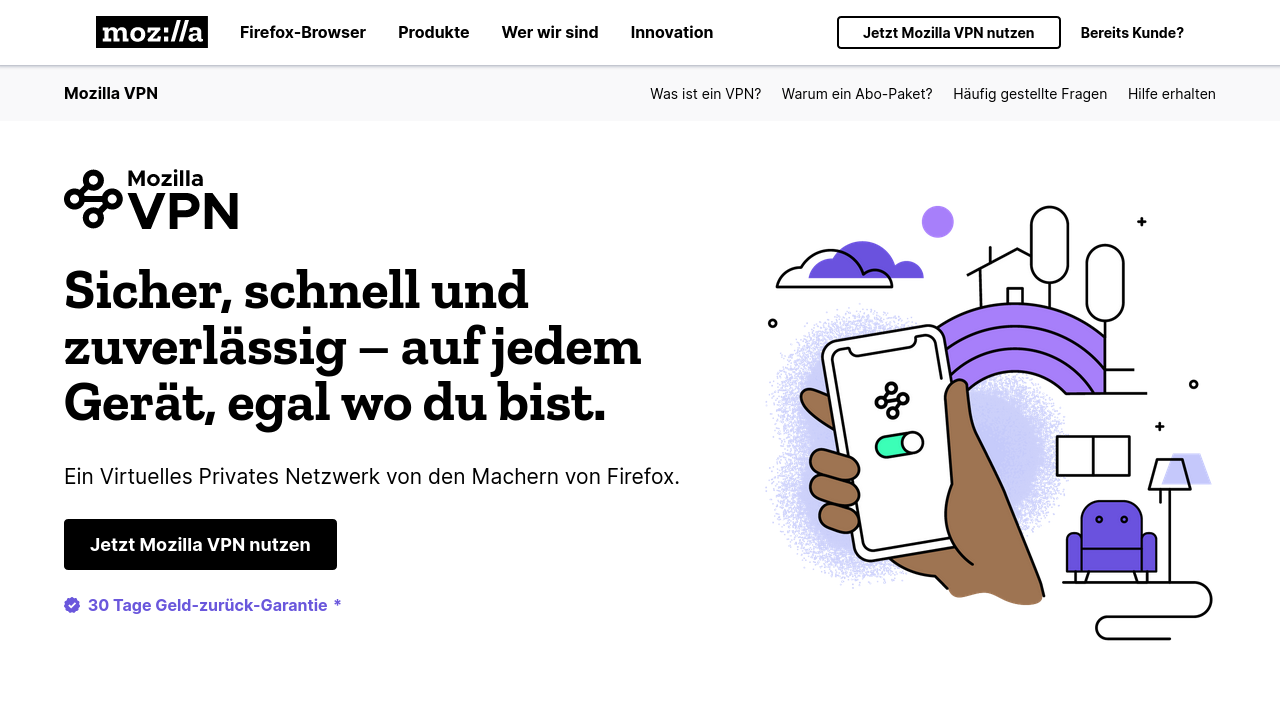 moz://a
Firefox-Browser
Produkte
Wer wir sind
Innovation
Jetzt Mozilla VPN nutzen
Bereits Kunde?
Mozilla VPN
Was ist ein VPN?
Warum ein Abo-Paket?
Häufig gestellte Fragen
Hilfe erhalten
Mozilla
VPN
Sicher, schnell und
zuverlässig – auf jedem
Gerät, egal wo du bist.
Ein Virtuelles Privates Netzwerk von den Machern von Firefox.
Jetzt Mozilla VPN nutzen
30 Tage Geld-zurück-Garantie *